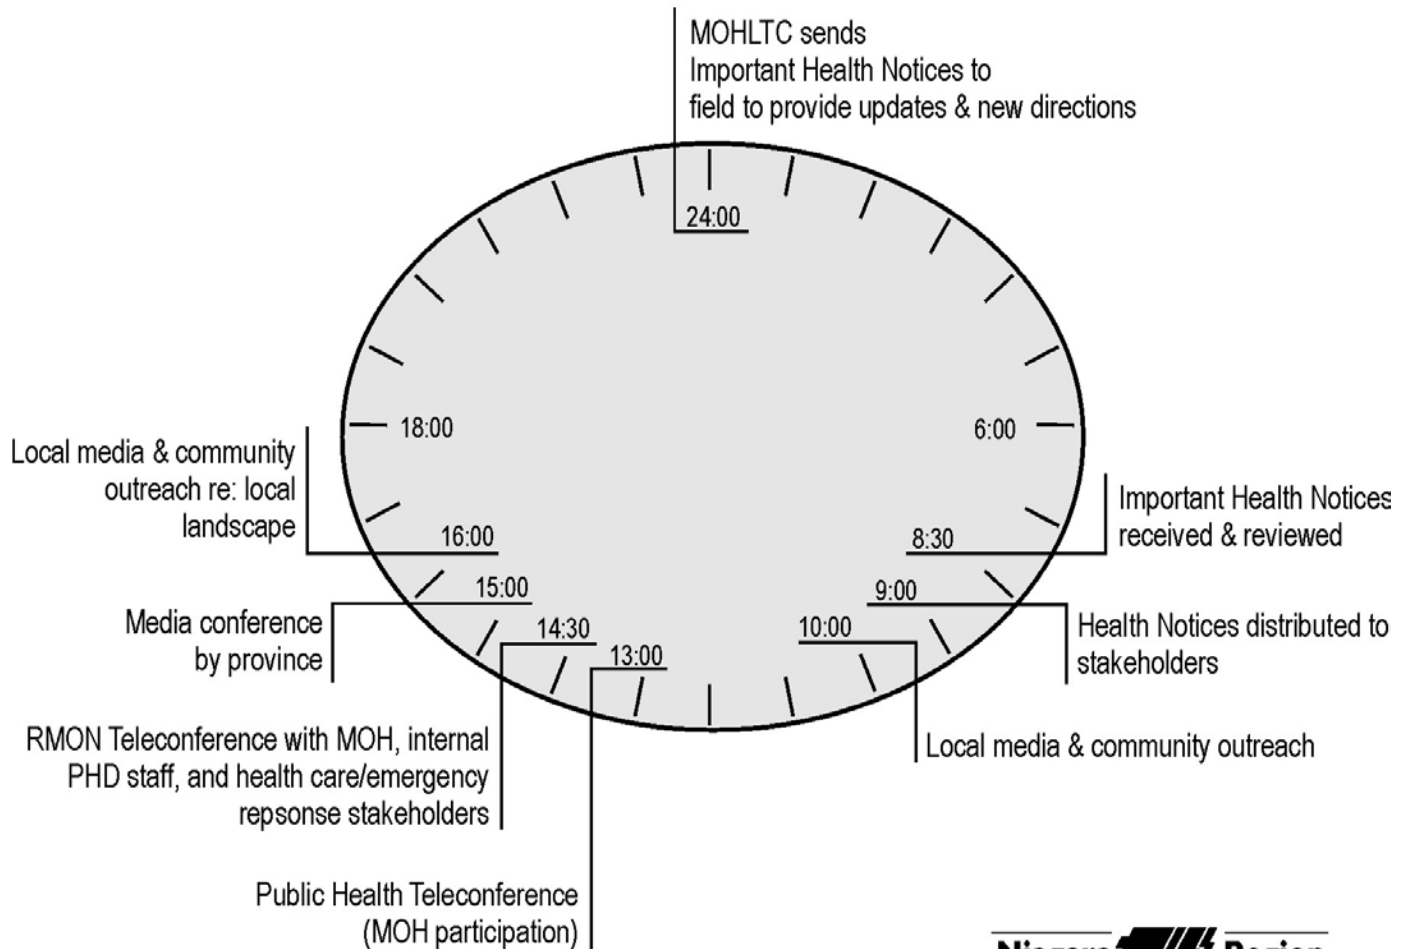 MOHLTC sends
Important Health Notices to
field to provide updates & new directions
24:00
18:00
6:00
Local media & community
outreach re: local
landscape
16:00
8:30
Important Health Notices
received & reviewed
15:00
9:00
Media conference
by province
14:30
13:00
10:00
Health Notices distributed to
stakeholders
RMON Teleconference with MOH, internal
PHD staff, and health care/emergency
repsonse stakeholders
Local media & community outreach
Public Health Teleconference
(MOH participation)
Niagara Region